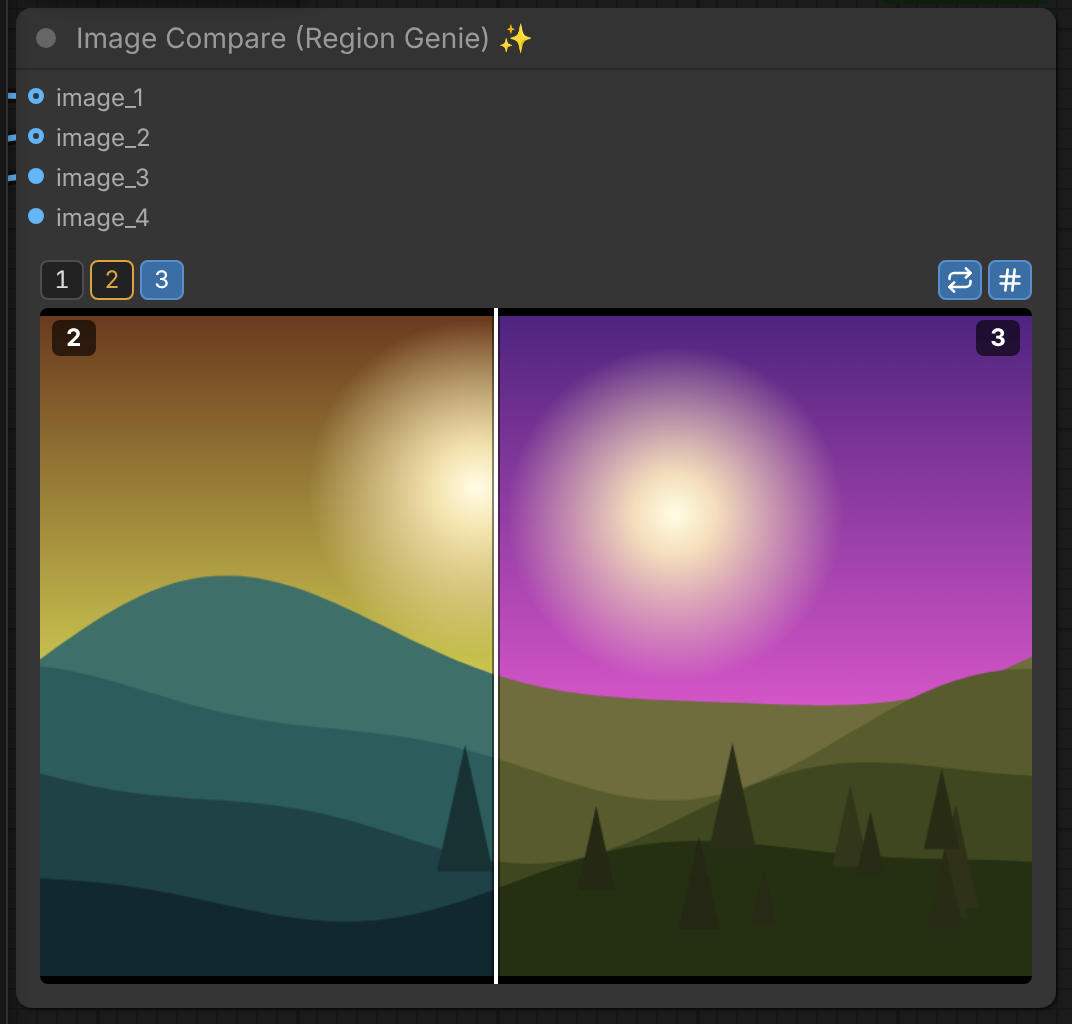 Image Compare (Region Genie) ✨
image_1
image_2
image_3
image_4
1 2 3 #
2 3